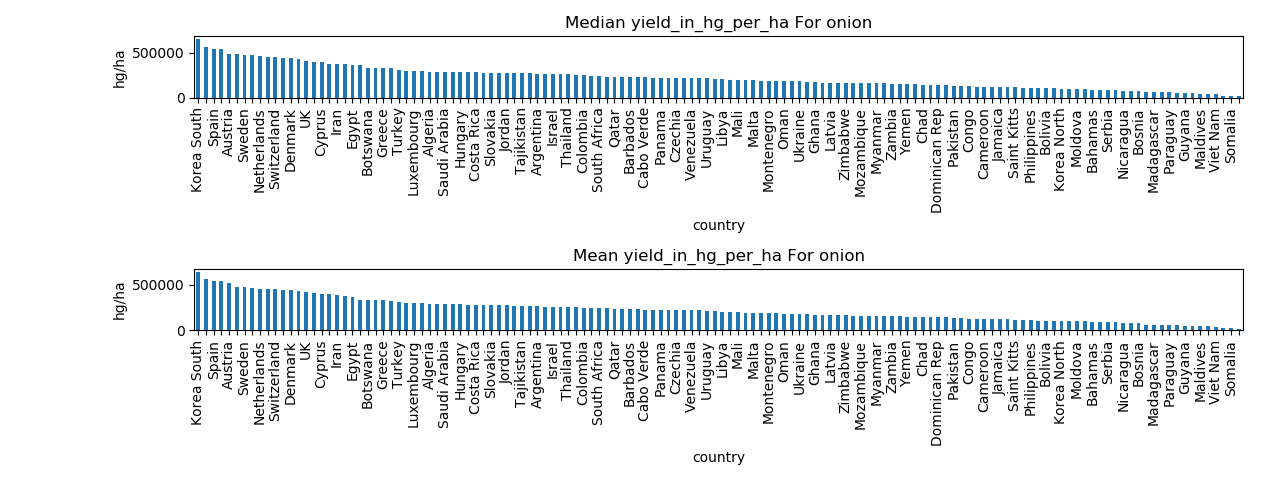 Median yield_in_hg_per_ha For onion
hg/ha
500000
0
Korea South
Spain
Austria
Sweden
Netherlands
Switzerland
Denmark
UK
Cyprus
Iran
Egypt
Botswana
Greece
Turkey
Luxembourg
Algeria
Saudi Arabia
Hungary
Costa Rica
Slovakia
Jordan
Tajikistan
Argentina
Israel
Thailand
Colombia
South Africa
Qatar
Barbados
Cabo Verde
Panama
Czechia
Venezuela
Uruguay
Libya
Mali
Malta
Montenegro
Oman
Ukraine
Ghana
Latvia
Zimbabwe
Mozambique
Myanmar
Zambia
Yemen
Chad
Dominican Rep
Pakistan
Congo
Cameroon
Jamaica
Saint Kitts
Philippines
Bolivia
Korea North
Moldova
Bahamas
Serbia
Nicaragua
Bosnia
Madagascar
Paraguay
Guyana
Maldives
Viet Nam
Somalia
country
Mean yield_in_hg_per_ha For onion
hg/ha
500000
0
Korea South
Spain
Austria
Sweden
Netherlands
Switzerland
Denmark
UK
Cyprus
Iran
Egypt
Botswana
Greece
Turkey
Luxembourg
Algeria
Saudi Arabia
Hungary
Costa Rica
Slovakia
Jordan
Tajikistan
Argentina
Israel
Thailand
Colombia
South Africa
Qatar
Barbados
Cabo Verde
Panama
Czechia
Venezuela
Uruguay
Libya
Mali
Malta
Montenegro
Oman
Ukraine
Ghana
Latvia
Zimbabwe
Mozambique
Myanmar
Zambia
Yemen
Chad
Dominican Rep
Pakistan
Congo
Cameroon
Jamaica
Saint Kitts
Philippines
Bolivia
Korea North
Moldova
Bahamas
Serbia
Nicaragua
Bosnia
Madagascar
Paraguay
Guyana
Maldives
Viet Nam
Somalia
country